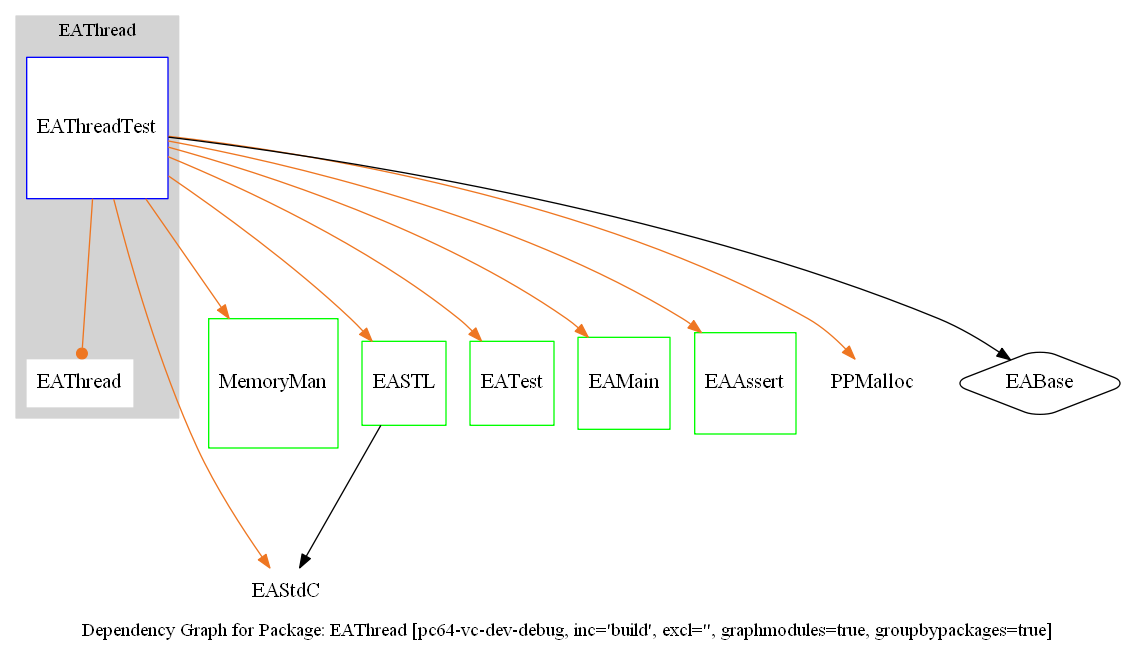 EAThread
EAThreadTest
EAThread
MemoryMan
EASTL
EATest
EAMain
EAAssert
PPMalloc
EABase
EAStdC
Dependency Graph for Package: EAThread [pc64-vc-dev-debug, inc='build', excl='', graphmodules=true, groupbypackages=true]